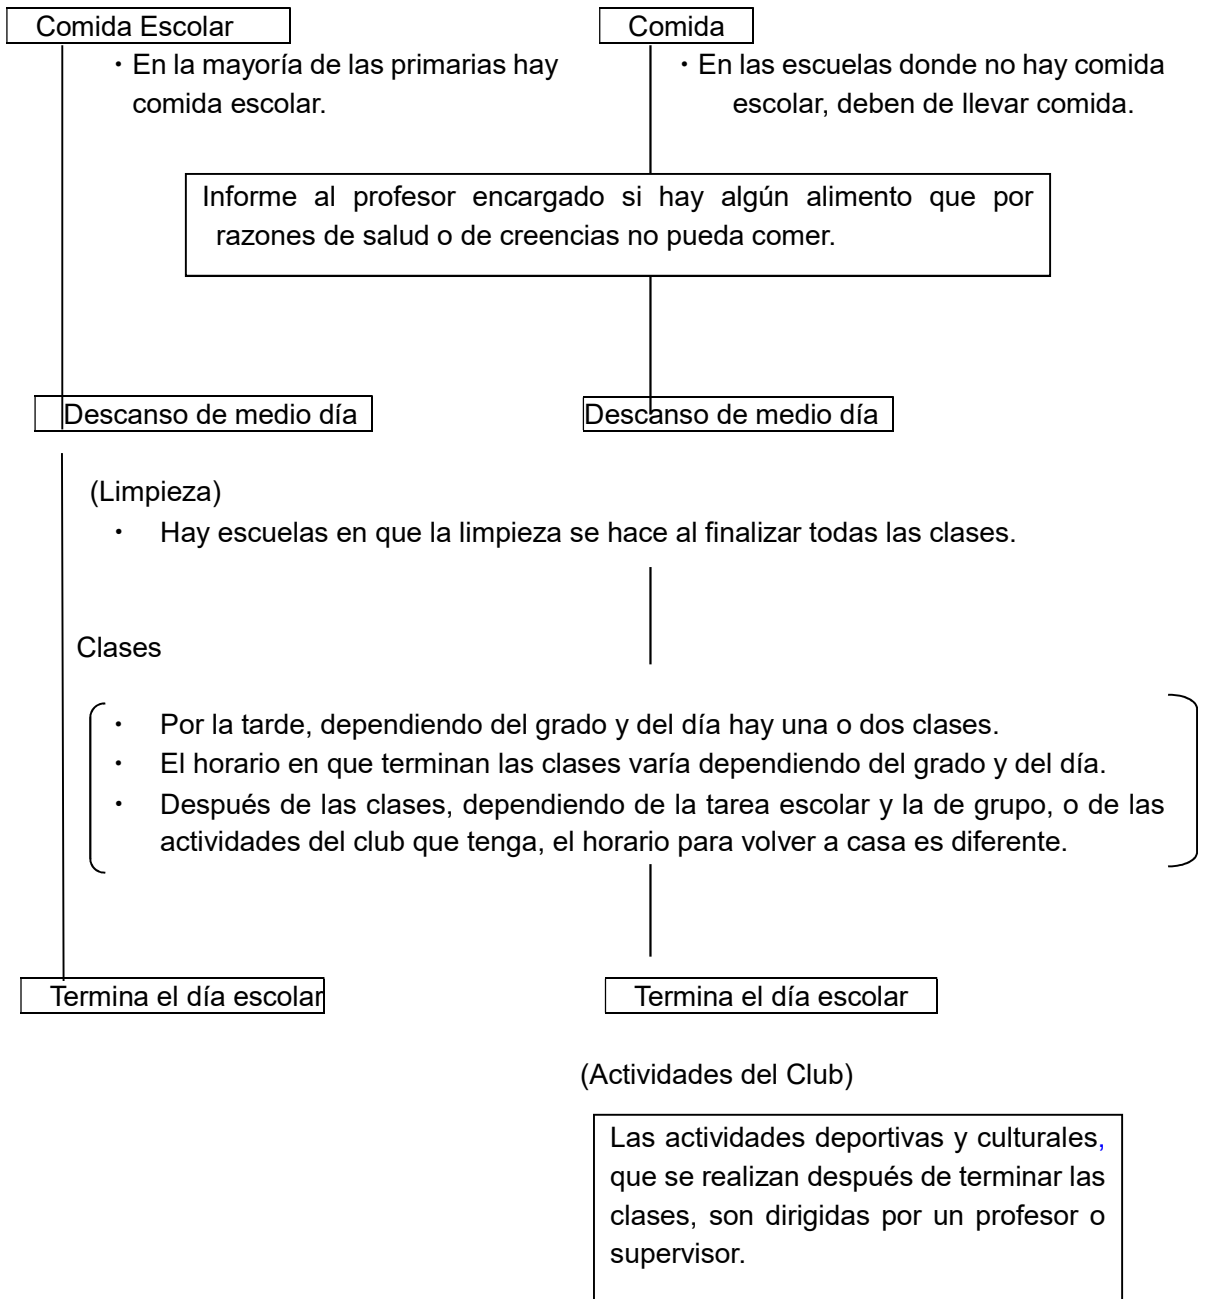 Comida Escolar
Comida
・En la mayoría de las primarias hay
comida escolar.
・En las escuelas donde no hay comida
escolar, deben de llevar comida.
Informe al profesor encargado si hay algún alimento que por
razones de salud o de creencias no pueda comer.
Descanso de medio día
Descanso de medio día
(Limpieza)
・ Hay escuelas en que la limpieza se hace al finalizar todas las clases.
Clases
・ Por la tarde, dependiendo del grado y del día hay una o dos clases.
・ El horario en que terminan las clases varía dependiendo del grado y del día.
・ Después de las clases, dependiendo de la tarea escolar y la de grupo, o de las
actividades del club que tenga, el horario para volver a casa es diferente.
Termina el día escolar
Termina el día escolar
(Actividades del Club)
Las actividades deportivas y culturales,
que se realizan después de terminar las
clases, son dirigidas por un profesor o
supervisor.